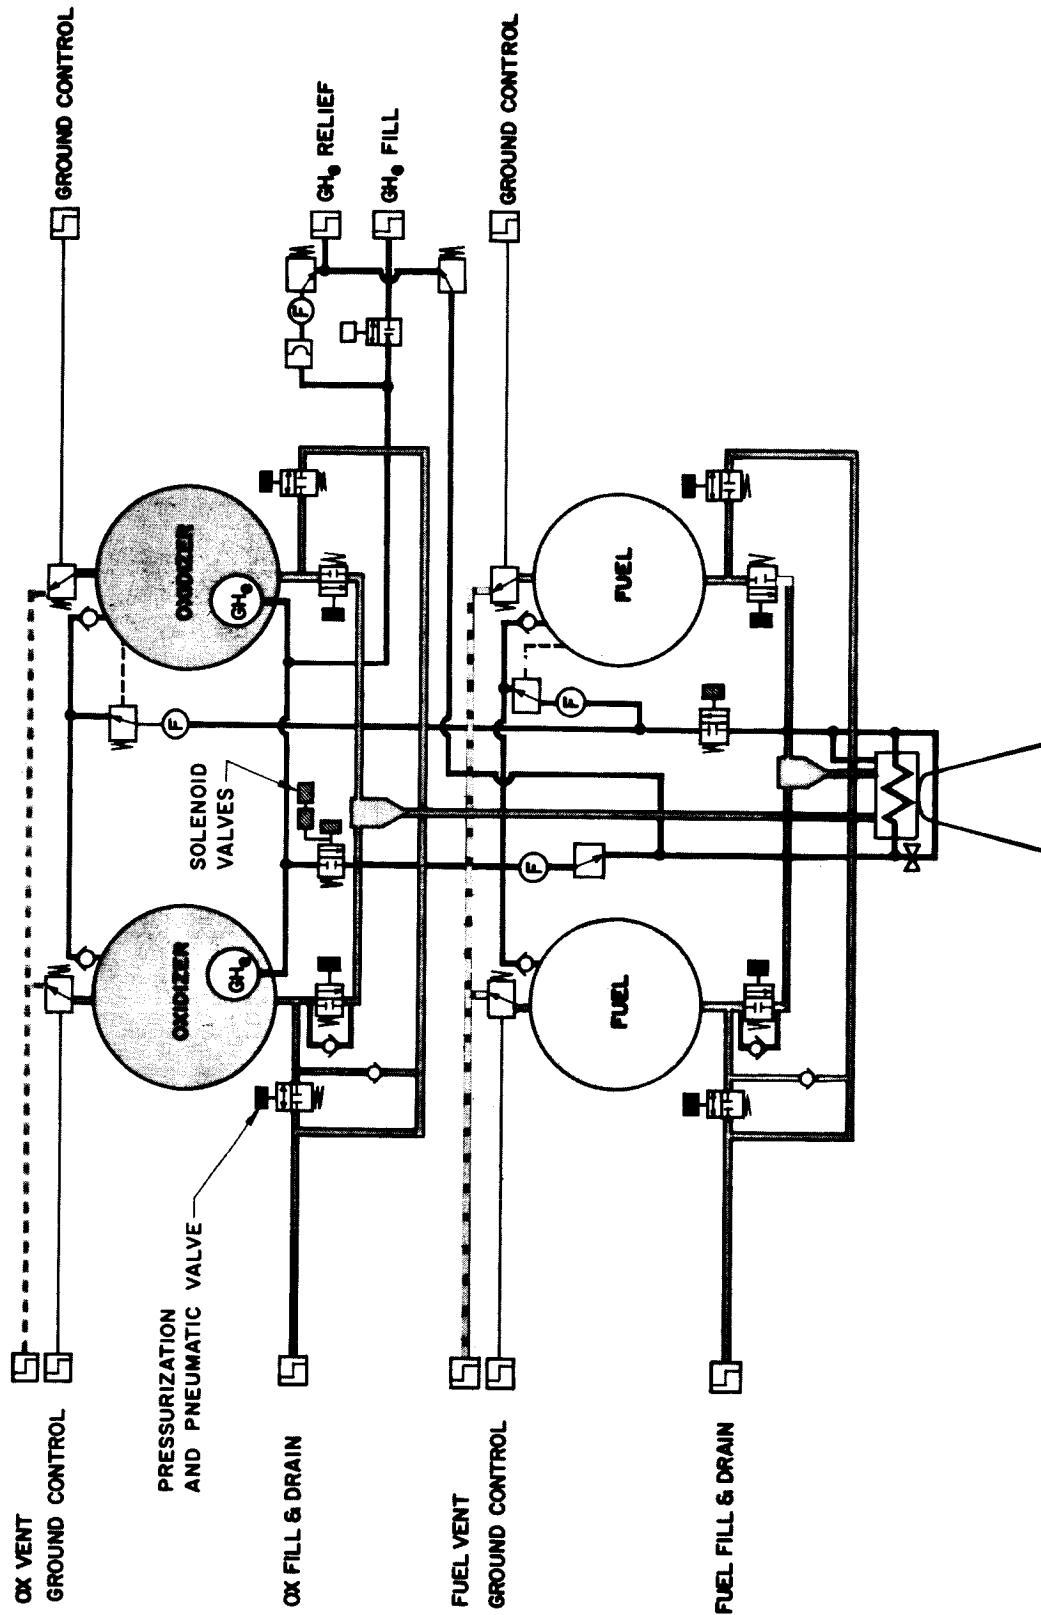 OX VENT
GROUND CONTROL
PRESSURIZATION
AND PNEUMATIC VALVE
OX FILL & DRAIN
FUEL VENT
GROUND CONTROL
FUEL FILL & DRAIN
OXIDIZER
GHe
SOLENOID
VALVES
F
F
FUEL
OXIDIZER
GHe
F
FUEL
GROUND CONTROL
F
GHe RELIEF
GHe FILL
GROUND CONTROL